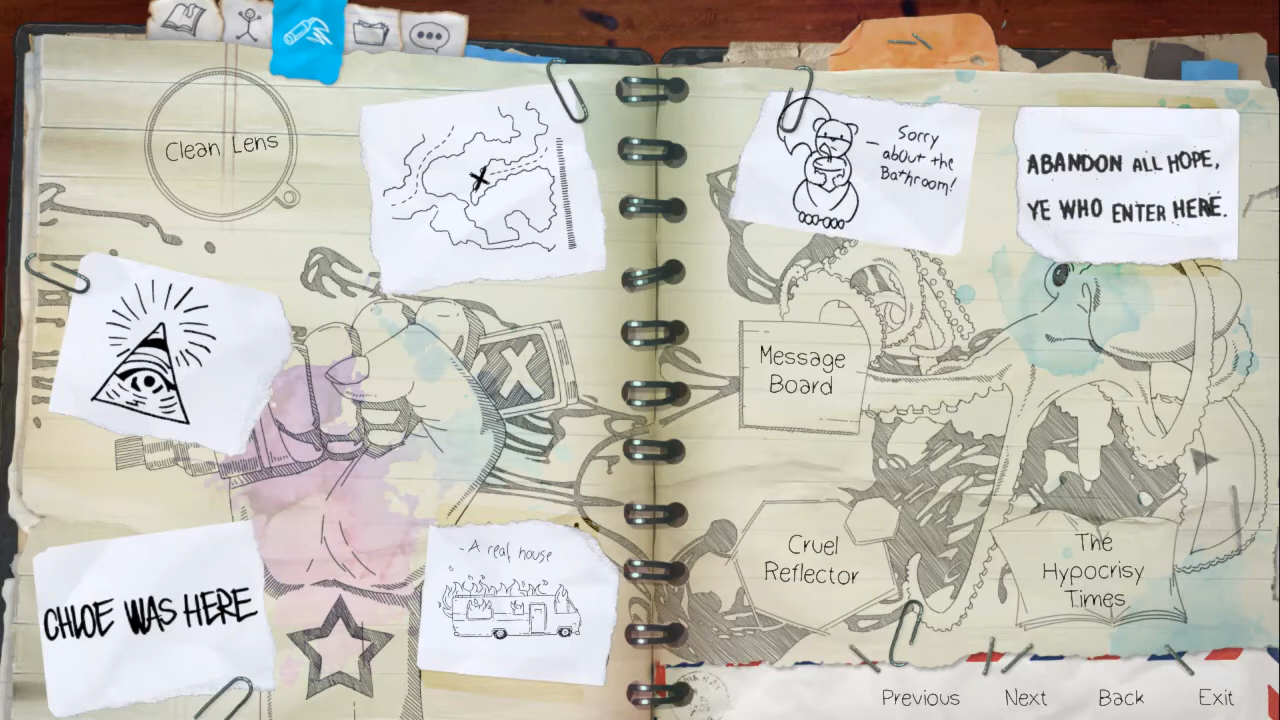 Clean Lens
CHLOE WAS HERE
- A real house
- Sorry
about the
Bathroom!
ABANDON ALL HOPE,
YE WHO ENTER HERE.
Message
Board
Cruel
Reflector
The
Hypocrisy
Times
Previous
Next
Back
Exit